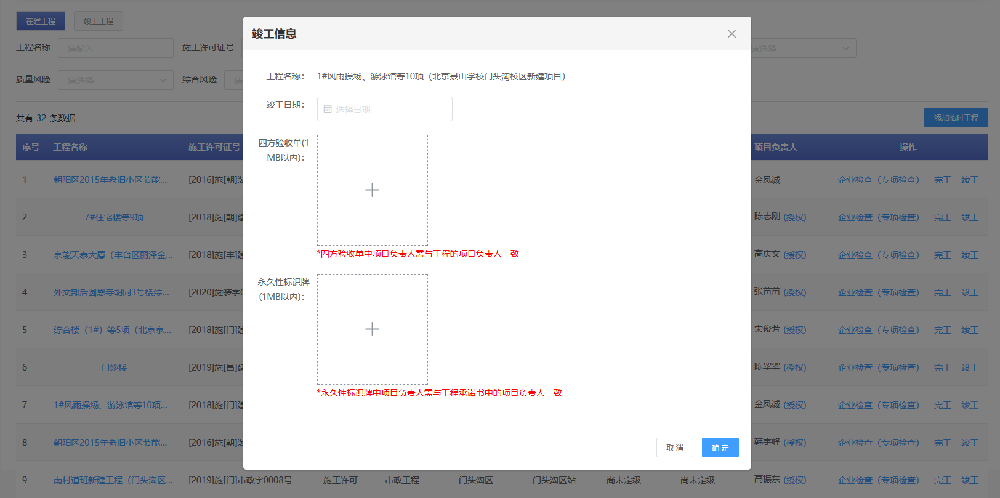 在建工程 竣工工程
工程名称 请输入 施工许可证号 请选择
质量风险 请选择 综合风险 请
共有 32 条数据 添加临时工程
序号 工程名称 施工许可证号 项目负责人 操作
1 朝阳区2015年老旧小区节能... [2016]施[朝]装 金凤诚 企业检查（专项检查） 完工 竣工
2 7#住宅楼等9项 [2018]施[朝]建 陈志刚 (授权) 企业检查（专项检查） 完工 竣工
3 京能天泰大厦（丰台区丽泽金... [2018]施[丰]建 高庆文 (授权) 企业检查（专项检查） 完工 竣工
4 外交部后圆恩寺胡同3号楼综... [2020]施装字0 张苗苗 (授权) 企业检查（专项检查） 完工 竣工
5 综合楼（1#）等5项（北京京... [2018]施[门]建 宋俊芳 (授权) 企业检查（专项检查） 完工 竣工
6 门诊楼 [2019]施[昌]建 陈翠翠 (授权) 企业检查（专项检查） 完工 竣工
7 1#风雨操场、游泳馆等10项... [2018]施[门]建 金凤诚 (授权) 企业检查（专项检查） 完工 竣工
8 朝阳区2015年老旧小区节能... [2016]施[朝]装 韩宇峰 (授权) 企业检查（专项检查） 完工 竣工
9 南村道班新建工程（门头沟区... [2019]施[门]市政字0008号 施工许可 市政工程 门头沟区 门头沟区站 尚未定级 尚未定级 高振东 (授权) 企业检查（专项检查） 完工 竣工
竣工信息
工程名称： 1#风雨操场、游泳馆等10项（北京景山学校门头沟校区新建项目）
竣工日期： 选择日期
四方验收单(1
MB以内)：
*四方验收单中项目负责人需与工程的项目负责人一致
永久性标识牌
(1MB以内)：
*永久性标识牌中项目负责人需与工程承诺书中的项目负责人一致
取 消 确 定